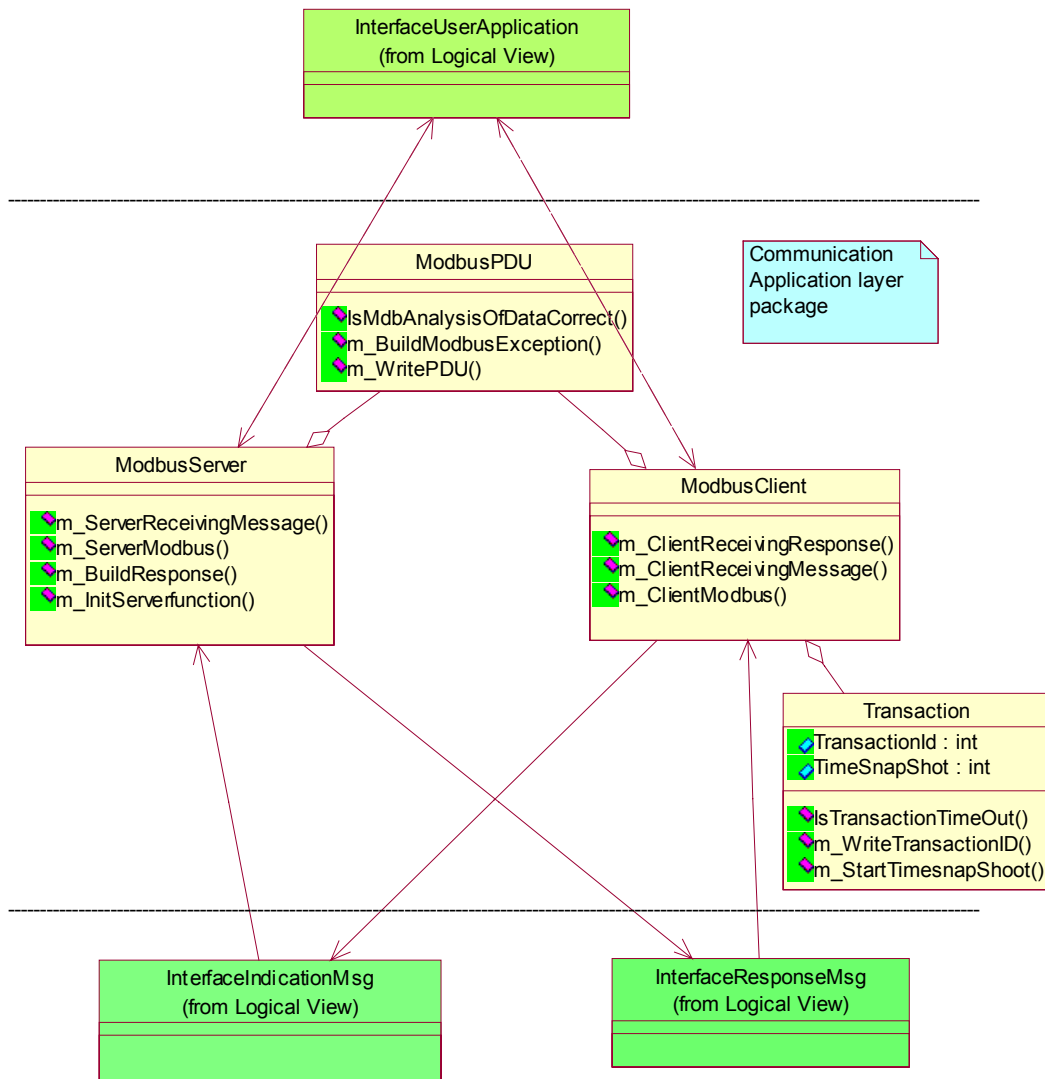 InterfaceUserApplication
(from Logical View)
ModbusPDU
IsMdbAnalysisOfDataCorrect()
m_BuildModbusException()
m_WritePDU()
Communication
Application layer
package
ModbusServer
m_ServerReceivingMessage()
m_ServerModbus()
m_BuildResponse()
m_InitServerfunction()
ModbusClient
m_ClientReceivingResponse()
m_ClientReceivingMessage()
m_ClientModbus()
Transaction
TransactionId : int
TimeSnapShot : int
IsTransactionTimeOut()
m_WriteTransactionID()
m_StartTimesnapShoot()
InterfaceIndicationMsg
(from Logical View)
InterfaceResponseMsg
(from Logical View)